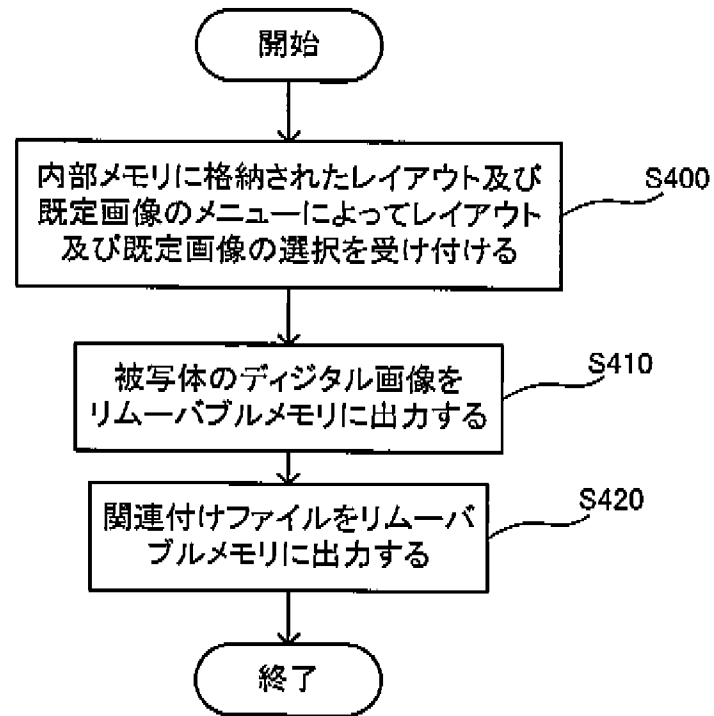 開始
内部メモリに格納されたレイアウト及び
既定画像のメニューによってレイアウト
及び既定画像の選択を受け付ける
S400
被写体のディジタル画像を
リムーバブルメモリに出力する
S410
関連付けファイルをリムーバ
ブルメモリに出力する
S420
終了